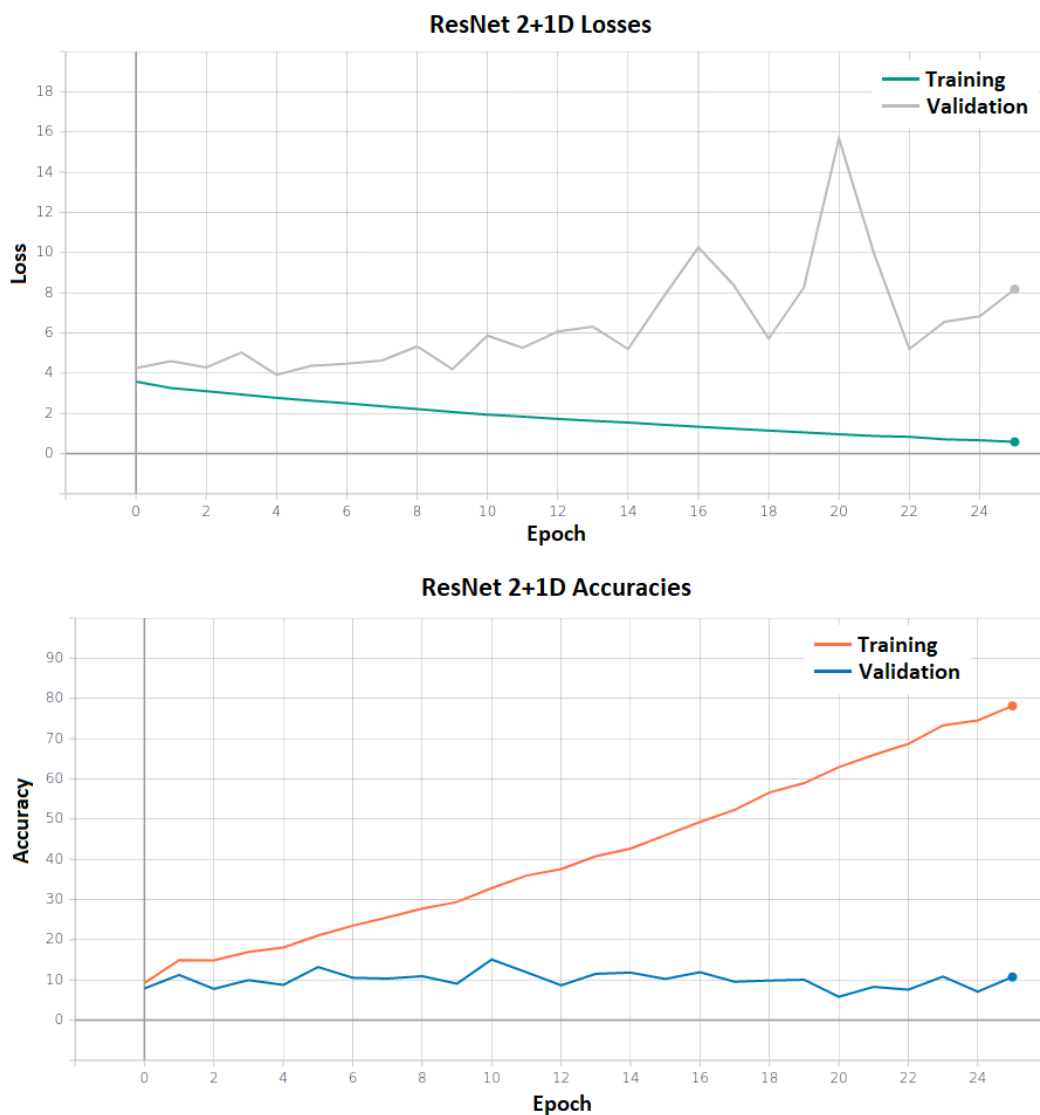 ResNet 2+1D Losses
Training
Validation
18
16
14
12
10
8
6
4
2
0
Loss
0 2 4 6 8 10 12 14 16 18 20 22 24
Epoch
ResNet 2+1D Accuracies
Training
Validation
90
80
70
60
50
40
30
20
10
0
Accuracy
0 2 4 6 8 10 12 14 16 18 20 22 24
Epoch